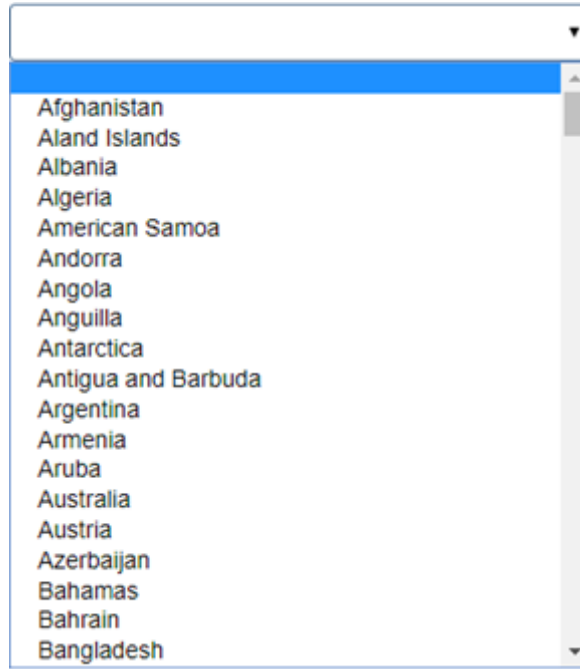 Afghanistan
Aland Islands
Albania
Algeria
American Samoa
Andorra
Angola
Anguilla
Antarctica
Antigua and Barbuda
Argentina
Armenia
Aruba
Australia
Austria
Azerbaijan
Bahamas
Bahrain
Bangladesh